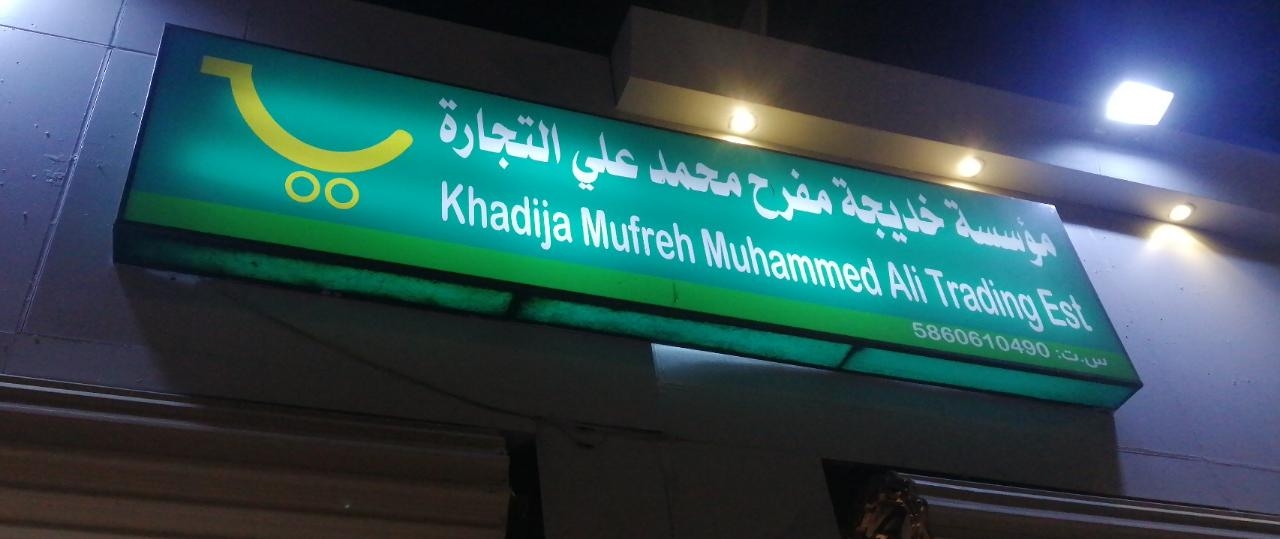 مؤسسة خديجة مفرح محمد علي التجارة
Khadija Mufreh Muhammed Ali Trading Est
س.ت: 5860610490